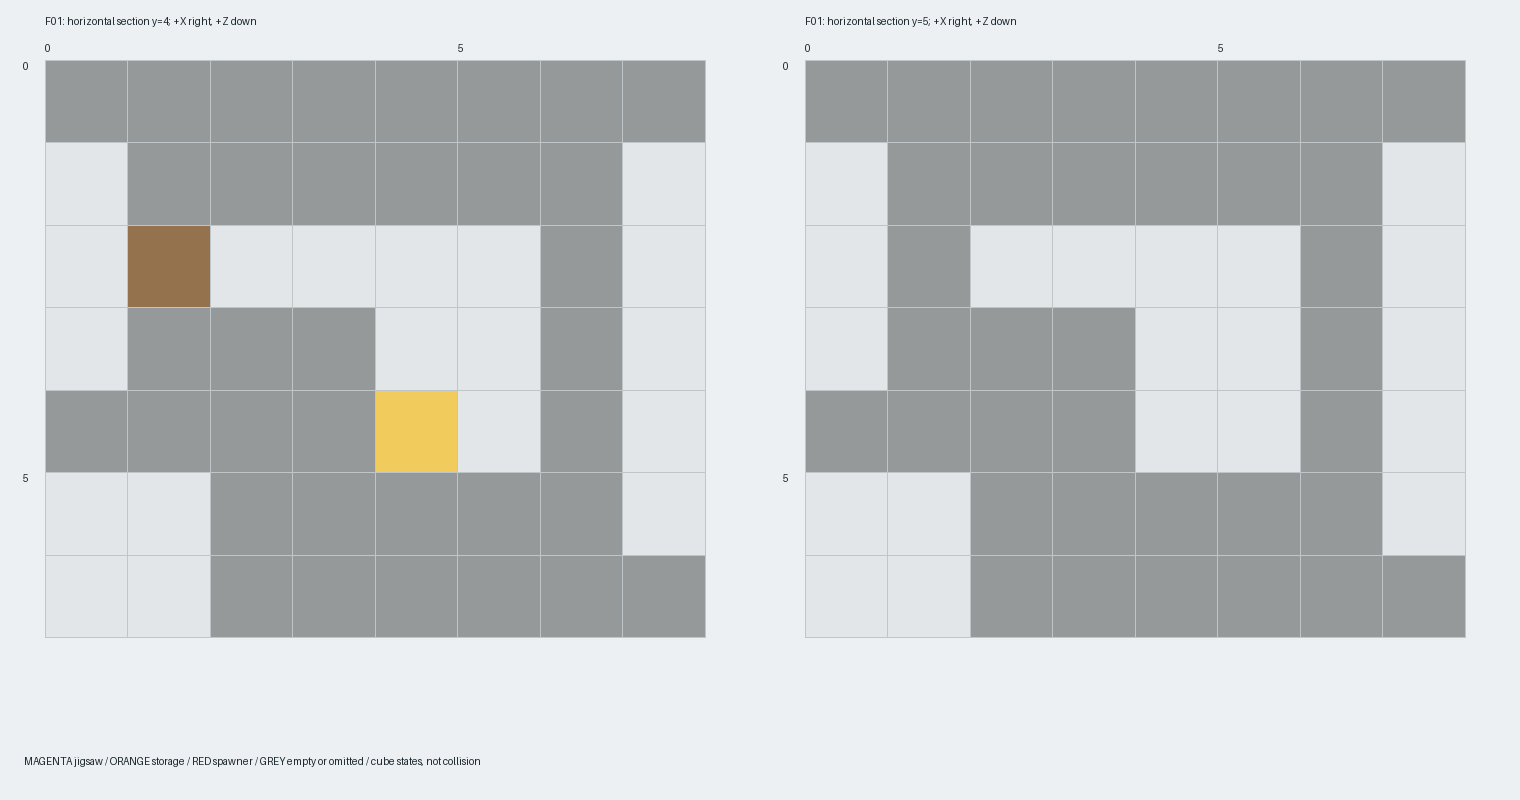 F01: horizontal section y=4; +X right, +Z down
0 5
0
5
F01: horizontal section y=5; +X right, +Z down
0 5
0
5
MAGENTA jigsaw / ORANGE storage / RED spawner / GREY empty or omitted / cube states, not collision